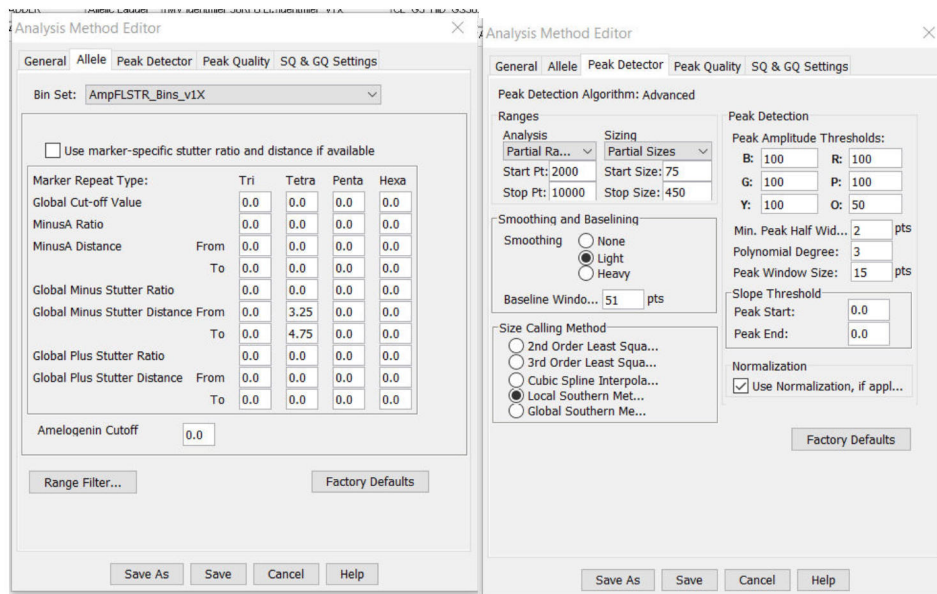 Analysis Method Editor
General Allele Peak Detector Peak Quality SQ & GQ Settings
Bin Set: AmpFLSTR_Bins_v1X
Use marker-specific stutter ratio and distance if available
Marker Repeat Type: Tri Tetra Penta Hexa
Global Cut-off Value 0.0 0.0 0.0 0.0
MinusA Ratio 0.0 0.0 0.0 0.0
MinusA Distance From 0.0 0.0 0.0 0.0
To 0.0 0.0 0.0 0.0
Global Minus Stutter Ratio 0.0 0.0 0.0 0.0
Global Minus Stutter Distance From 0.0 3.25 0.0 0.0
To 0.0 4.75 0.0 0.0
Global Plus Stutter Ratio 0.0 0.0 0.0 0.0
Global Plus Stutter Distance From 0.0 0.0 0.0 0.0
To 0.0 0.0 0.0 0.0
Amelogenin Cutoff 0.0
Range Filter... Factory Defaults
Save As Save Cancel Help
Analysis Method Editor
General Allele Peak Detector Peak Quality SQ & GQ Settings
Peak Detection Algorithm: Advanced
Ranges
Analysis Sizing
Partial Ra... Partial Sizes
Start Pt: 2000 Start Size: 75
Stop Pt: 10000 Stop Size: 450
Smoothing and Baselining
Smoothing None
Light
Heavy
Baseline Windo... 51 pts
Size Calling Method
2nd Order Least Squa...
3rd Order Least Squa...
Cubic Spline Interpola...
Local Southern Met...
Global Southern Me...
Peak Detection
Peak Amplitude Thresholds:
B: 100 R: 100
G: 100 P: 100
Y: 100 O: 50
Min. Peak Half Wid... 2 pts
Polynomial Degree: 3
Peak Window Size: 15 pts
Slope Threshold
Peak Start: 0.0
Peak End: 0.0
Normalization
Use Normalization, if appl...
Factory Defaults
Save As Save Cancel Help